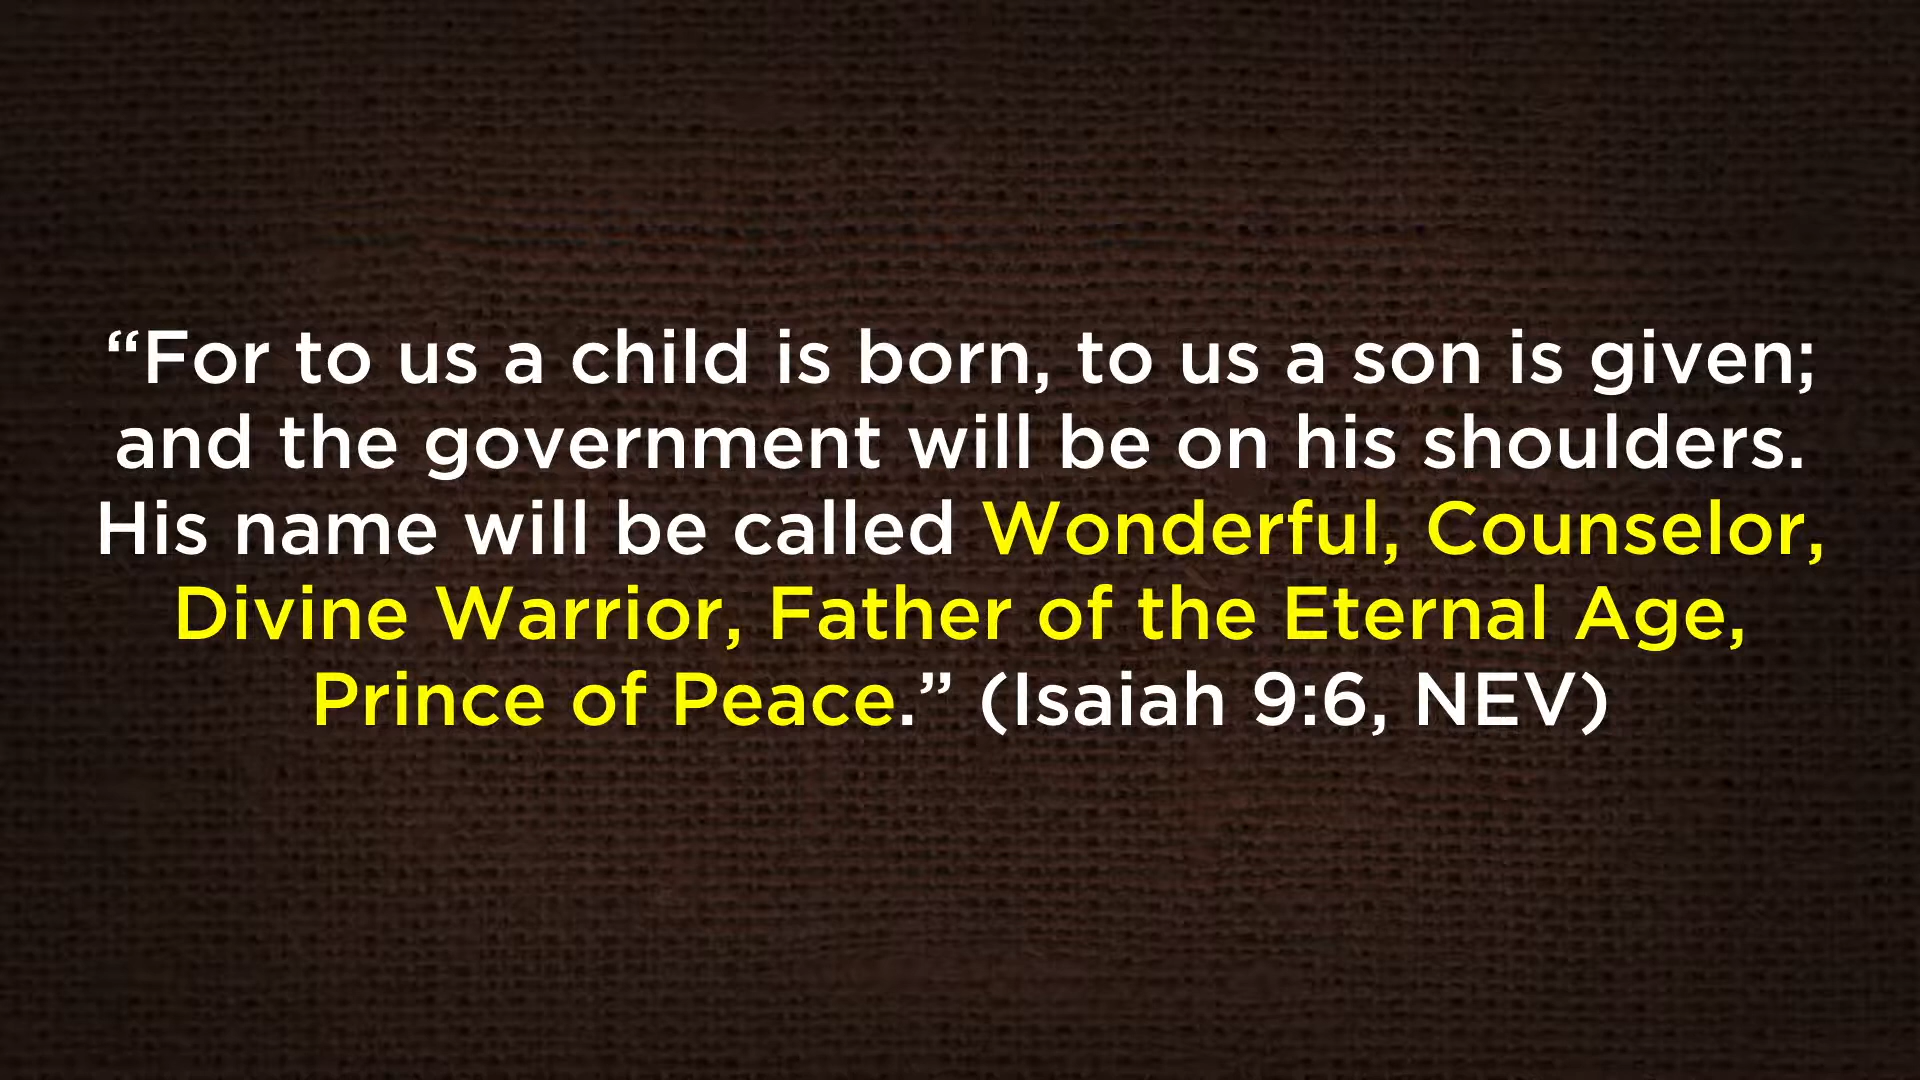 “For to us a child is born, to us a son is given;
and the government will be on his shoulders.
His name will be called Wonderful, Counselor,
Divine Warrior, Father of the Eternal Age,
Prince of Peace.” (Isaiah 9:6, NEV)